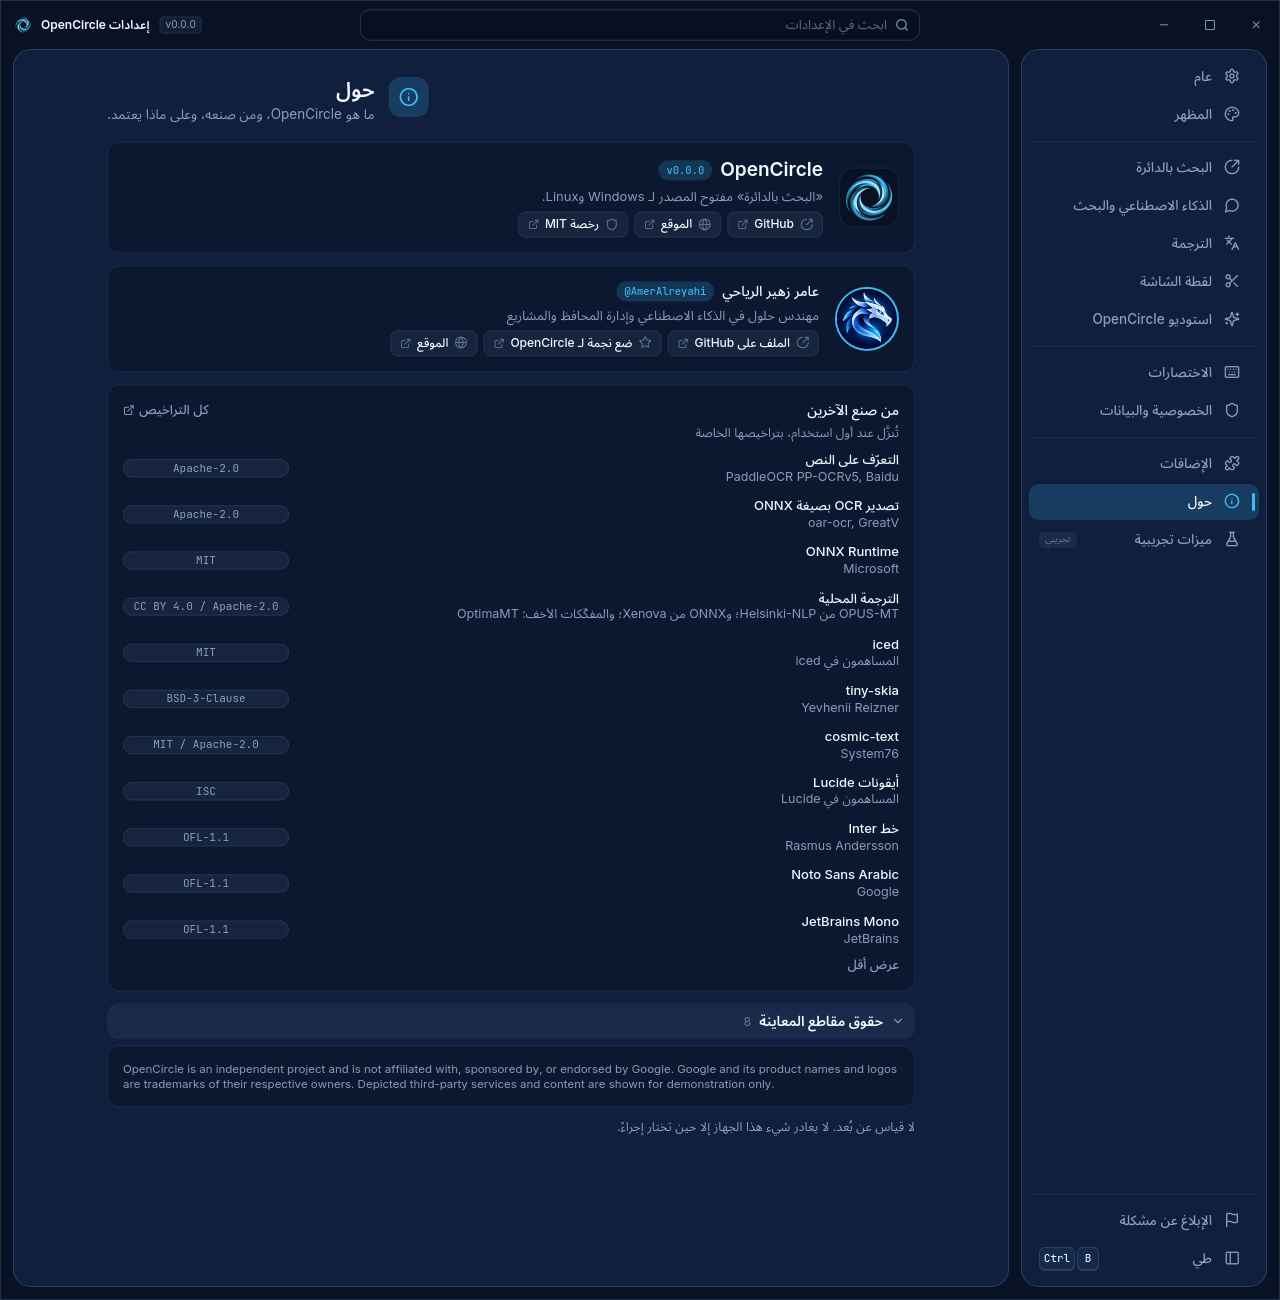 إعدادات OpenCircle
v0.0.0
ابحث في الإعدادات
عام
المظهر
البحث بالدائرة
الذكاء الاصطناعي والبحث
الترجمة
لقطة الشاشة
استوديو OpenCircle
الاختصارات
الخصوصية والبيانات
الإضافات
حول
ميزات تجريبية
تجريبي
الإبلاغ عن مشكلة
طي
Ctrl B
حول
ما هو OpenCircle، ومن صنعه، وعلى ماذا يعتمد.
OpenCircle v0.0.0
«البحث بالدائرة» مفتوح المصدر لـ Windows وLinux.
GitHub
الموقع
رخصة MIT
عامر زهير الرياحي @AmerAlreyahi
مهندس حلول في الذكاء الاصطناعي وإدارة المحافظ والمشاريع
الملف على GitHub
ضع نجمة لـ OpenCircle
الموقع
من صنع الآخرين
كل التراخيص
تُنزَّل عند أول استخدام، بتراخيصها الخاصة
التعرّف على النص
PaddleOCR PP-OCRv5, Baidu
Apache-2.0
تصدير OCR بصيغة ONNX
oar-ocr, GreatV
Apache-2.0
ONNX Runtime
Microsoft
MIT
الترجمة المحلية
OPUS-MT من Helsinki-NLP؛ وONNX من Xenova؛ والمفكّكات الأخف: OptimaMT
CC BY 4.0 / Apache-2.0
iced
المساهمون في iced
MIT
tiny-skia
Yevhenii Reizner
BSD-3-Clause
cosmic-text
System76
MIT / Apache-2.0
أيقونات Lucide
المساهمون في Lucide
ISC
خط Inter
Rasmus Andersson
OFL-1.1
Noto Sans Arabic
Google
OFL-1.1
JetBrains Mono
JetBrains
OFL-1.1
عرض أقل
حقوق مقاطع المعاينة 8
OpenCircle is an independent project and is not affiliated with, sponsored by, or endorsed by Google. Google and its product names and logos
are trademarks of their respective owners. Depicted third-party services and content are shown for demonstration only.
لا قياس عن بُعد. لا يغادر شيء هذا الجهاز إلا حين تختار إجراءً.